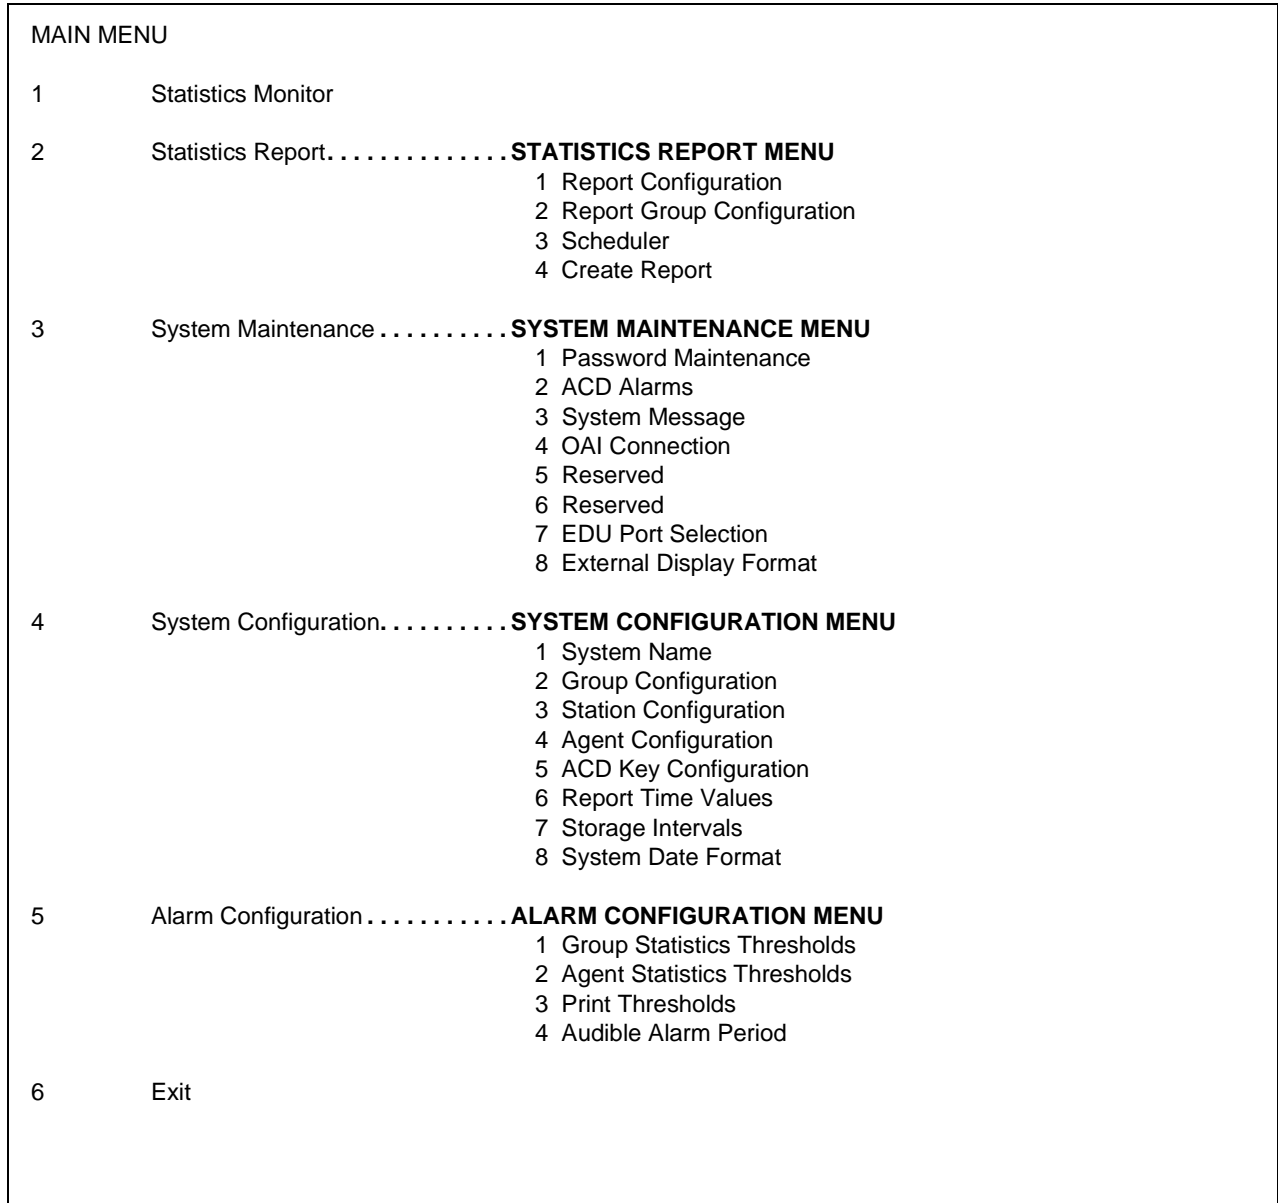 MAIN MENU
1 Statistics Monitor
2 Statistics Report. . . . . . . . . . . . . . STATISTICS REPORT MENU
1 Report Configuration
2 Report Group Configuration
3 Scheduler
4 Create Report
3 System Maintenance . . . . . . . . . . SYSTEM MAINTENANCE MENU
1 Password Maintenance
2 ACD Alarms
3 System Message
4 OAI Connection
5 Reserved
6 Reserved
7 EDU Port Selection
8 External Display Format
4 System Configuration. . . . . . . . . . SYSTEM CONFIGURATION MENU
1 System Name
2 Group Configuration
3 Station Configuration
4 Agent Configuration
5 ACD Key Configuration
6 Report Time Values
7 Storage Intervals
8 System Date Format
5 Alarm Configuration . . . . . . . . . . . ALARM CONFIGURATION MENU
1 Group Statistics Thresholds
2 Agent Statistics Thresholds
3 Print Thresholds
4 Audible Alarm Period
6 Exit